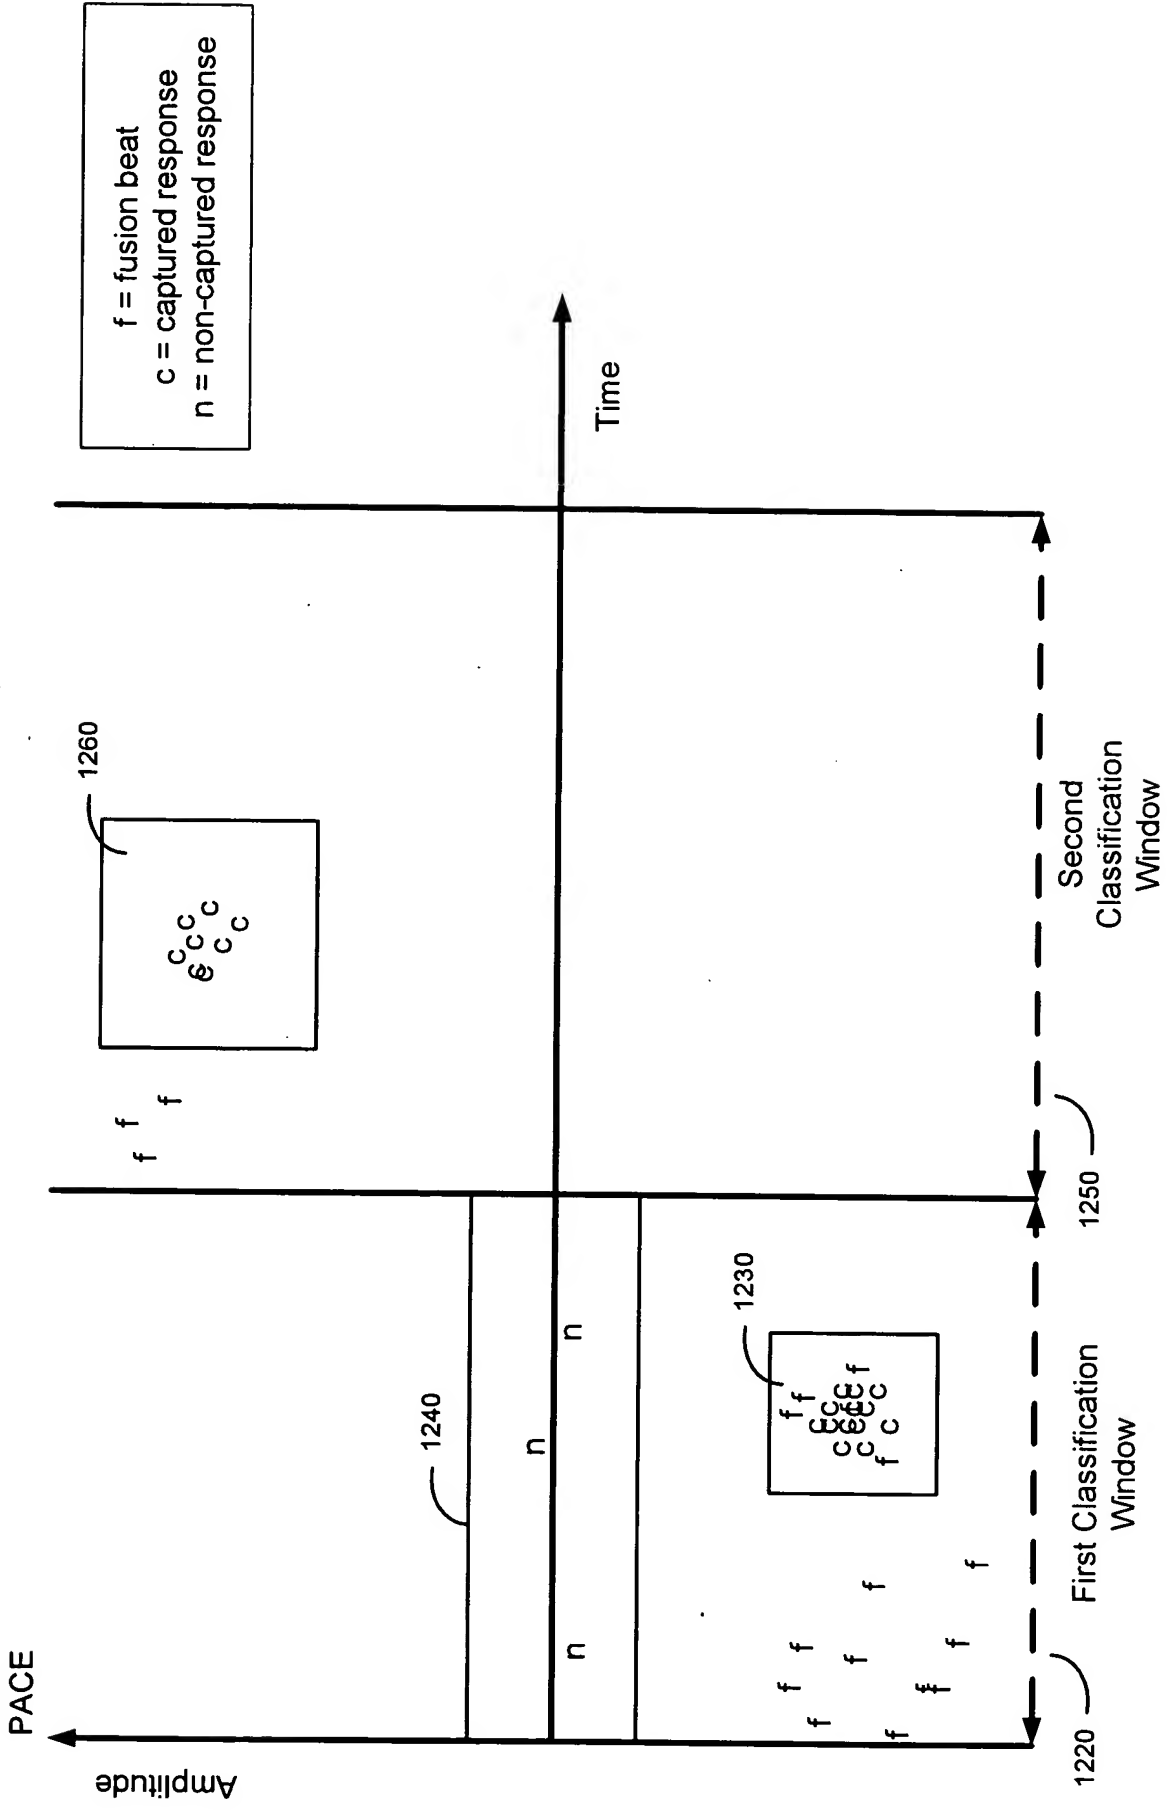 PACE
Amplitude
f = fusion beat
c = captured response
n = non-captured response
1260
f f f
c c c c c c c c
1240
n n n
Time
1230
f f f f f f f f f f
f f f f
c c c c c c c c c c c
1220
First Classification
Window
1250
Second
Classification
Window